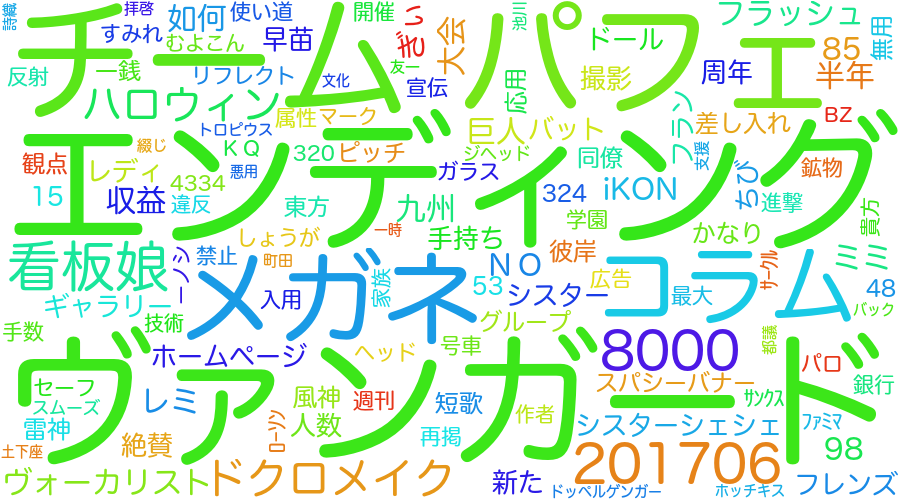 チームパフェ
エンディング
ヴァンガード
メガネ
コラム
看板娘
8000
201706
ドクロメイク
詩織
拝啓
如何
使い道
すみれ
早苗
むよこん
反射
一銭
リフレクト
ハロウィン
開催
ぎい
大会
友一
文化
宣伝
池三
フラッシュ
ドール
無用
85
撮影
周年
半年
応用
属性マーク
トロピウス
綴じ
KQ
320
ピッチ
巨人バット
差し入れ
BZ
フラン
支援
観点
レディ
悪用
ガラス
ジヘッド
同僚
鉱物
15
収益
4334
違反
東方
九州
324
iKON
ちび
進撃
学園
貴方
一時
しょうが
手持ち
かなり
ーノシ
禁止
町田
NO
彼岸
サークル
ミミ
家族
入用
53
広告
シスター
最大
48
ギャラリー
手数
技術
グループ
バック
都議
ホームページ
ヘッド
号車
パロ
セーフ
スムーズ
レミ
風神
週刊
短歌
スパシーバナー
銀行
サンクス
作者
雷神
人数
ローソン
再掲
シスターシェシェ
ファミマ
土下座
絶賛
98
ヴォーカリスト
新た
ドッペルゲンガー
ホッチキス
フレンズ